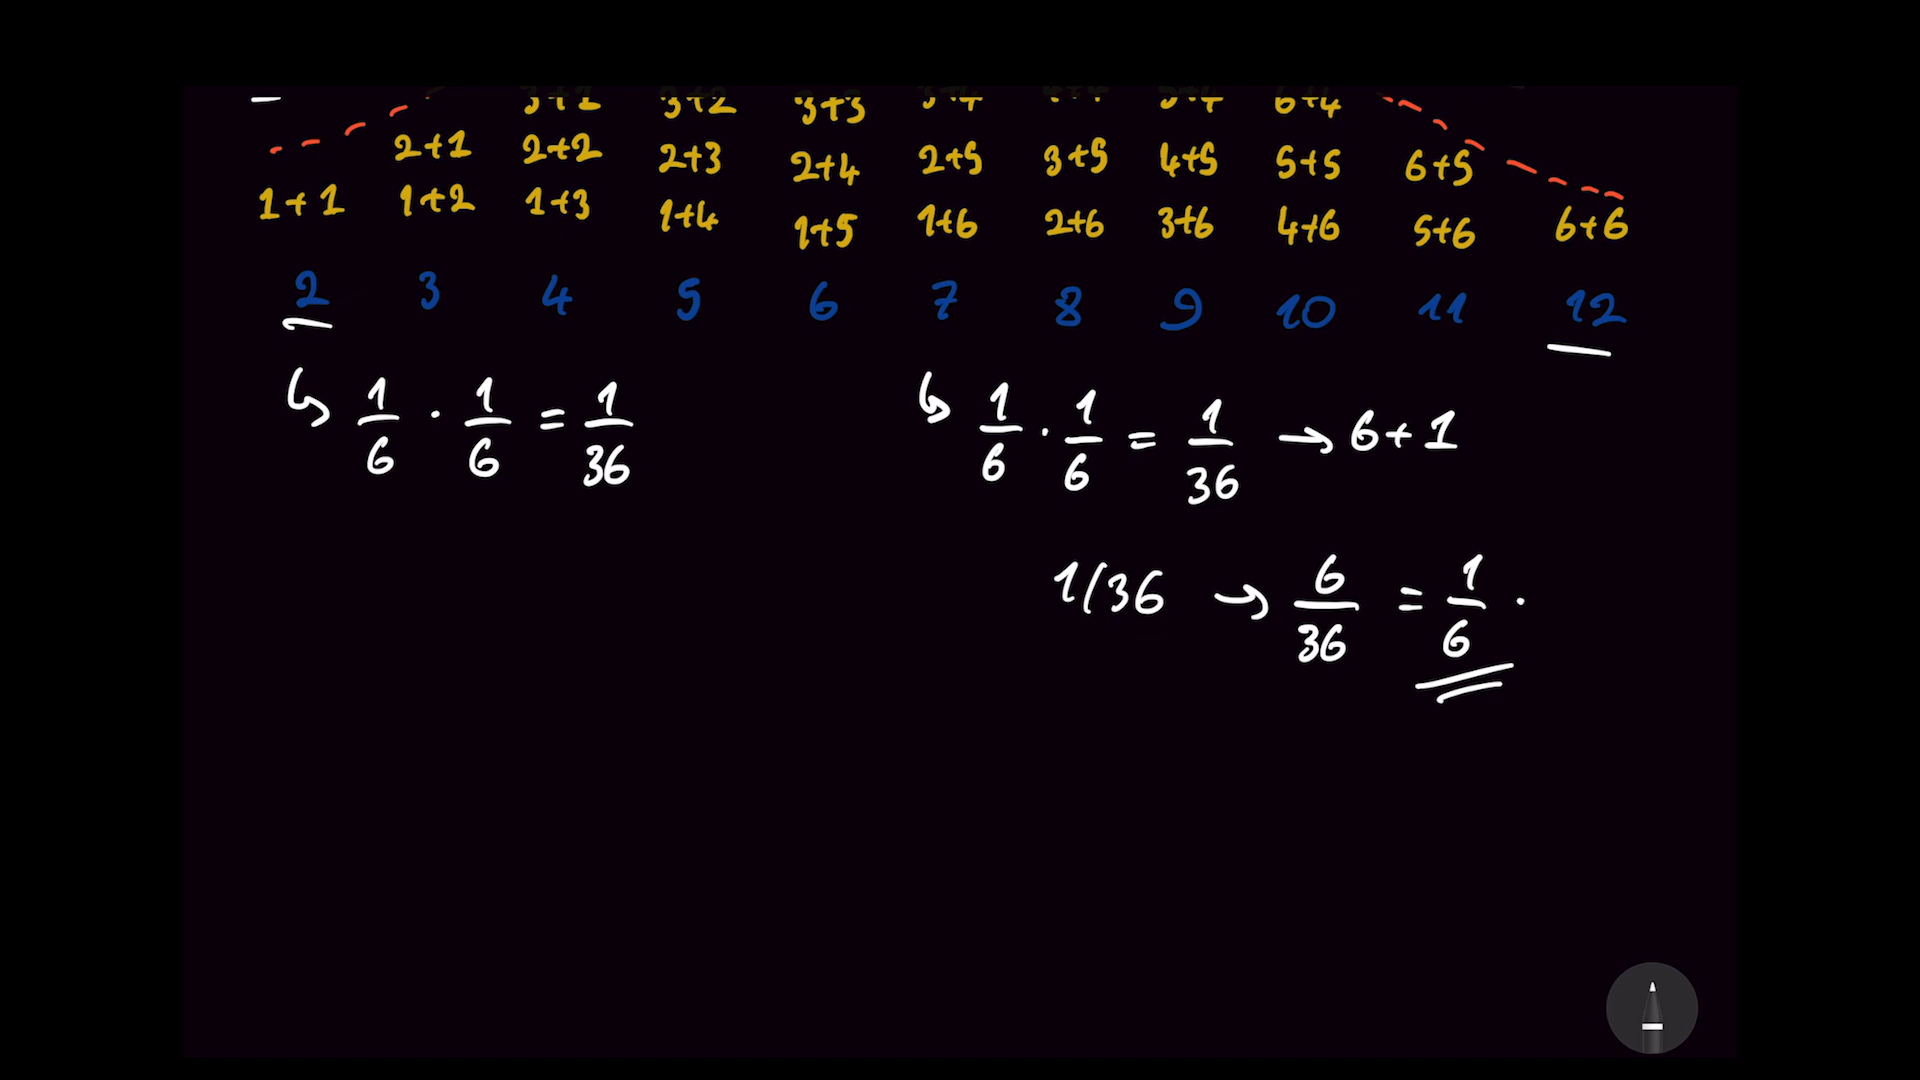 2+1 2+2 2+3 2+4 2+5 3+5 4+5 5+5 6+5
1+1 1+2 1+3 1+4 1+5 1+6 2+6 3+6 4+6 5+6 6+6
2 3 4 5 6 7 8 9 10 11 12
↳ 1/6 · 1/6 = 1/36 ↳ 1/6 · 1/6 = 1/36 → 6+1
1/36 → 6/36 = 1/6 ·